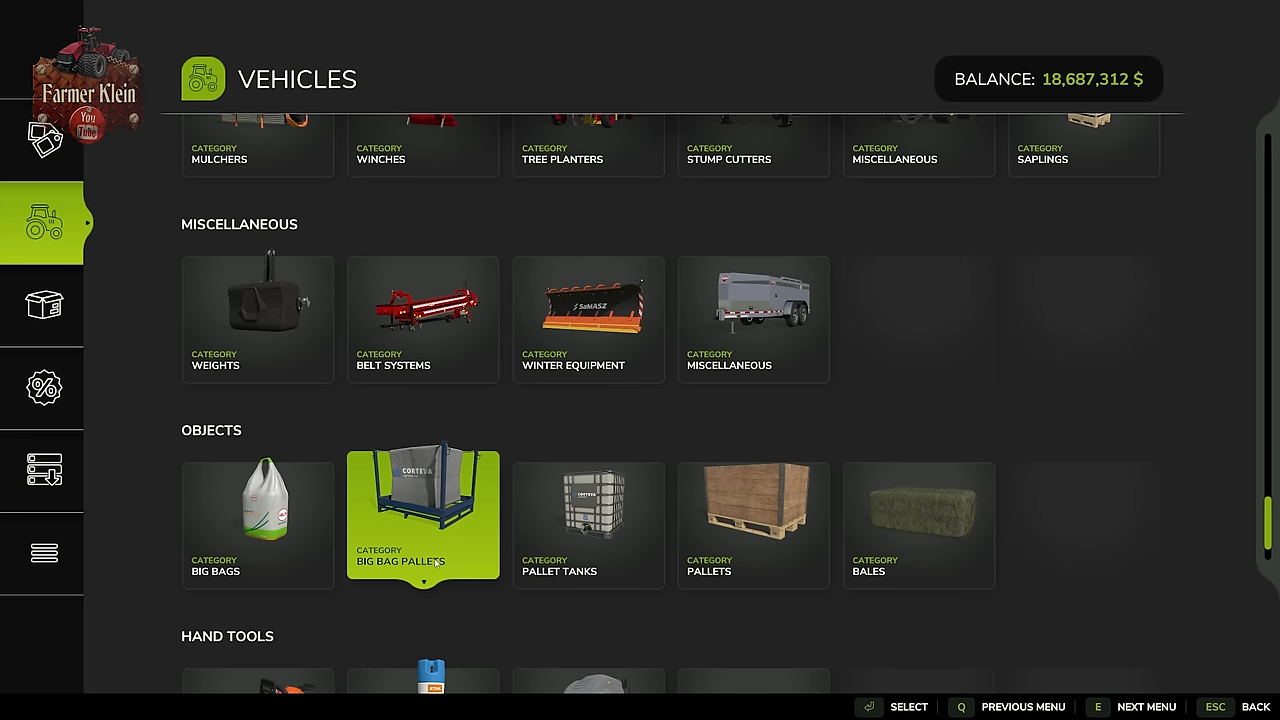 Farmer Klein
You
Tube
VEHICLES
BALANCE: 18,687,312 $
CATEGORY
MULCHERS
CATEGORY
WINCHES
CATEGORY
TREE PLANTERS
CATEGORY
STUMP CUTTERS
CATEGORY
MISCELLANEOUS
CATEGORY
SAPLINGS
MISCELLANEOUS
CATEGORY
WEIGHTS
CATEGORY
BELT SYSTEMS
SaMASZ
CATEGORY
WINTER EQUIPMENT
CATEGORY
MISCELLANEOUS
OBJECTS
CATEGORY
BIG BAGS
CORTEVA
CATEGORY
BIG BAG PALLETS
CORTEVA
CATEGORY
PALLET TANKS
CATEGORY
PALLETS
CATEGORY
BALES
HAND TOOLS
STIHL
SELECT
Q PREVIOUS MENU
E NEXT MENU
ESC BACK